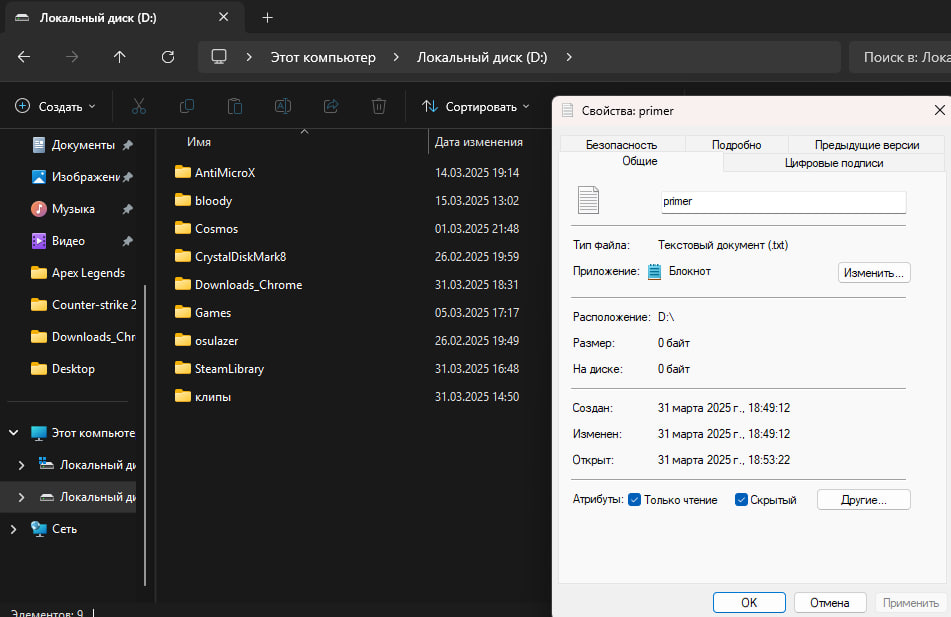 Локальный диск (D:)
Этот компьютер
Локальный диск (D:)
Поиск в: Лока
Создать
Сортировать
Документы
Изображени
Музыка
Видео
Apex Legends
Counter-strike 2
Downloads_Chr
Desktop
Этот компьюте
Локальный ди
Локальный ди
Сеть
Элементов: 9
Имя Дата изменения
AntiMicroX 14.03.2025 19:14
bloody 15.03.2025 13:02
Cosmos 01.03.2025 21:48
CrystalDiskMark8 26.02.2025 19:59
Downloads_Chrome 31.03.2025 18:31
Games 05.03.2025 17:17
osulazer 26.02.2025 19:49
SteamLibrary 31.03.2025 16:48
клипы 31.03.2025 14:50
Свойства: primer
Безопасность Подробно Предыдущие версии
Общие Цифровые подписи
primer
Тип файла: Текстовый документ (.txt)
Приложение: Блокнот Изменить...
Расположение: D:\
Размер: 0 байт
На диске: 0 байт
Создан: 31 марта 2025 г., 18:49:12
Изменен: 31 марта 2025 г., 18:49:12
Открыт: 31 марта 2025 г., 18:53:22
Атрибуты: Только чтение Скрытый Другие...
OK Отмена Применить